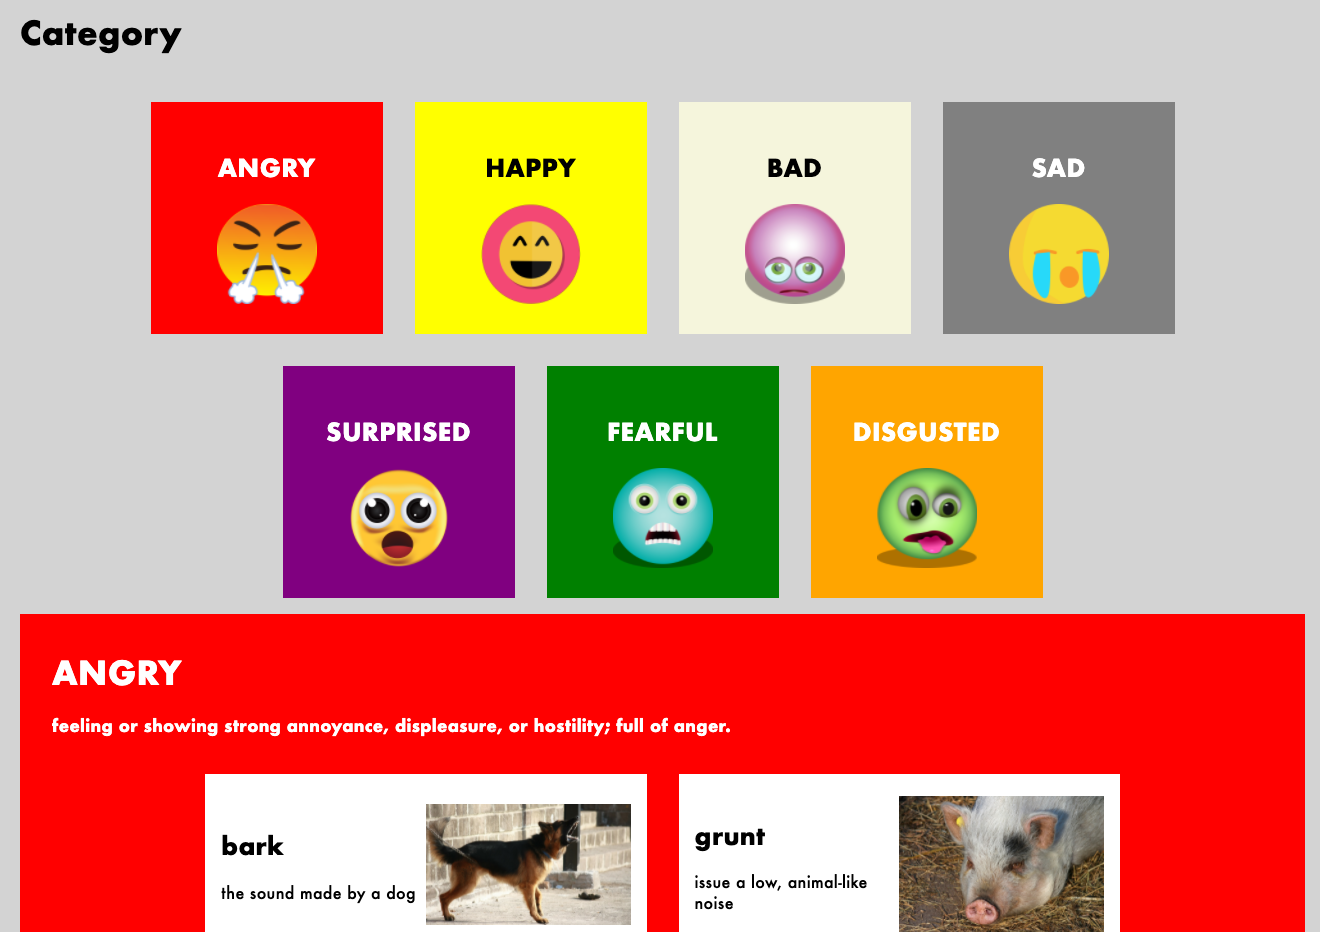 Category
ANGRY
HAPPY
BAD
SAD
SURPRISED
FEARFUL
DISGUSTED
ANGRY
feeling or showing strong annoyance, displeasure, or hostility; full of anger.
bark
the sound made by a dog
grunt
issue a low, animal-like
noise